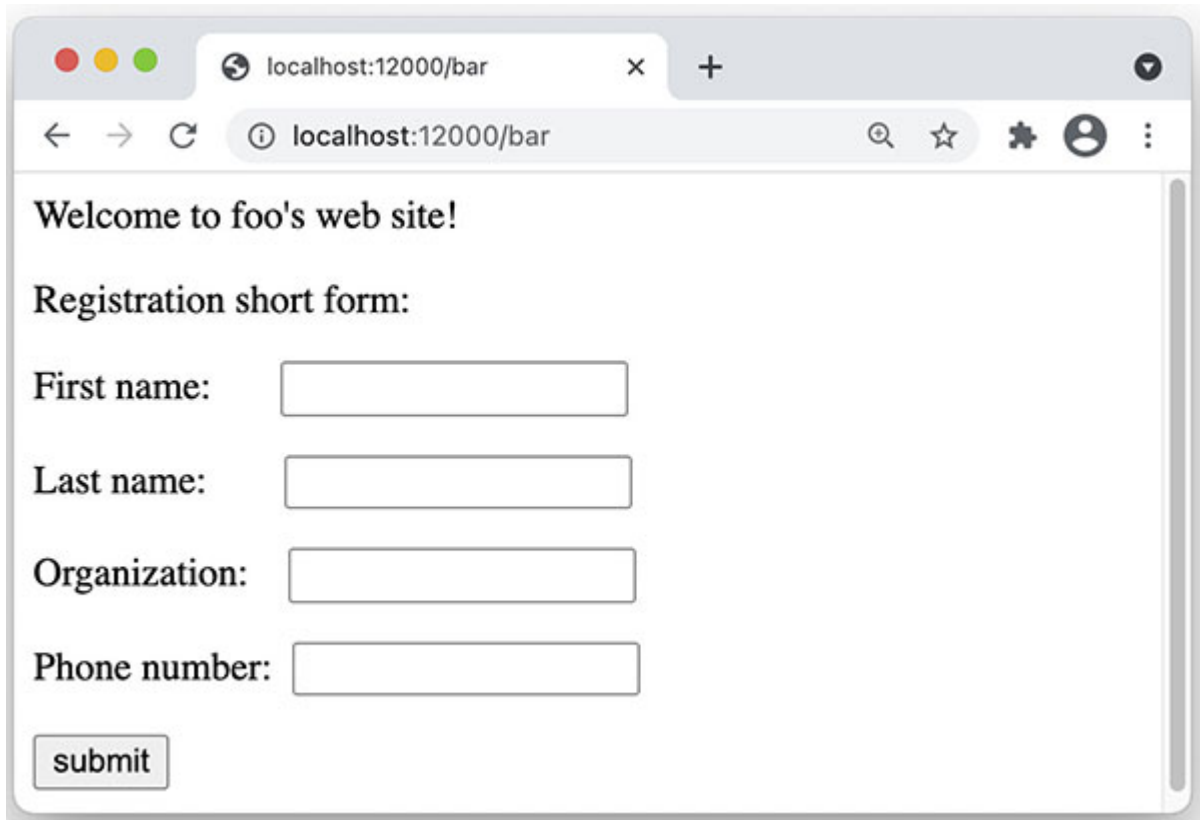 localhost:12000/bar
localhost:12000/bar
Welcome to foo's web site!
Registration short form:
First name:
Last name:
Organization:
Phone number:
submit